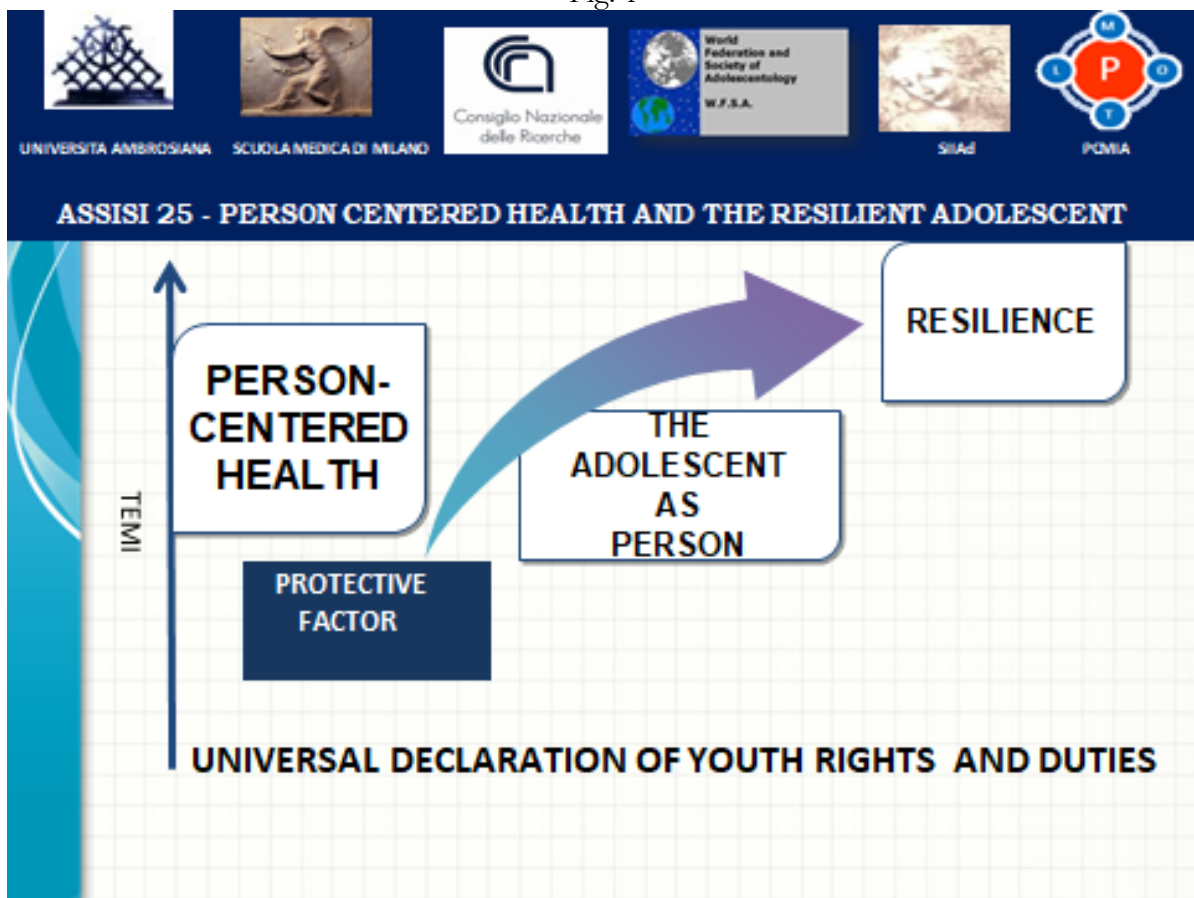 World
Federation and
Society of
Adolescentology
W.F.S.A.
Consiglio Nazionale
delle Ricerche
M
L
P
O
T
UNIVERSITA AMBROSIANA
SCUOLA MEDICA DI MILANO
SIIAd
PCMIA
ASSISI 25 - PERSON CENTERED HEALTH AND THE RESILIENT ADOLESCENT
RESILIENCE
PERSON-
CENTERED
HEALTH
THE
ADOLESCENT
AS
PERSON
TEMI
PROTECTIVE
FACTOR
UNIVERSAL DECLARATION OF YOUTH RIGHTS AND DUTIES